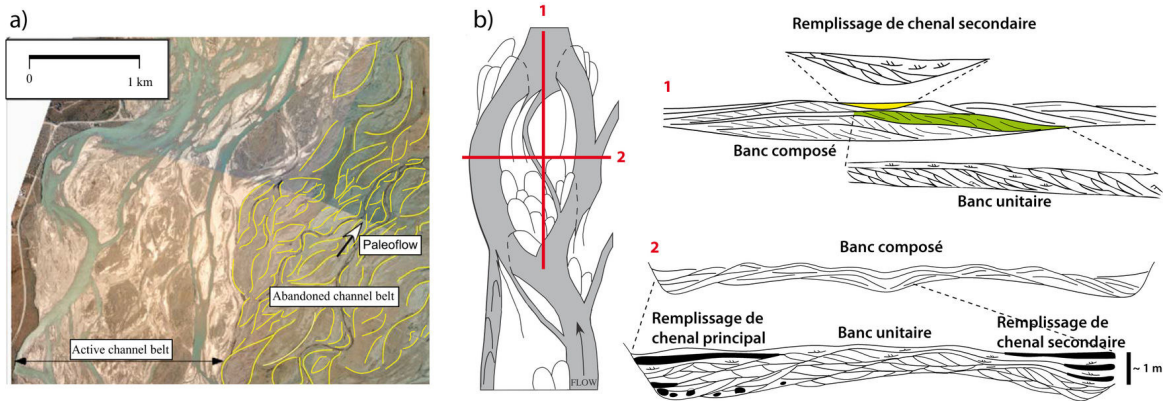 a)
0
1 km
Paleoflow
Abandoned channel belt
Active channel belt
b)
1
2
FLOW
Remplissage de chenal secondaire
1
Banc composé
Banc unitaire
2
Banc composé
Remplissage de
chenal principal
Banc unitaire
Remplissage de
chenal secondaire
~ 1 m